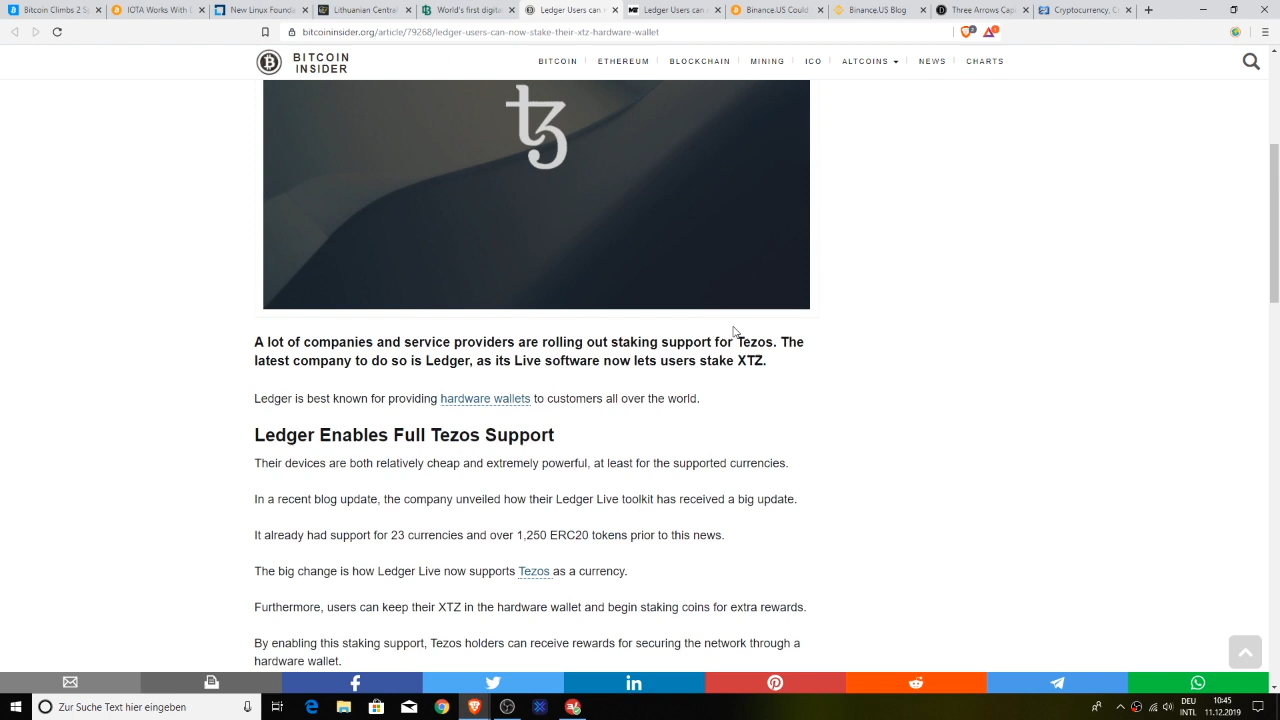 Bitcoin Climbs 2 Sp
IOTA Works With D
New Linux Founda
Lithuanian Central
World's first digital
Ledger Users can n
Ledger Users can
Binance.US Could
Binance.US Blog
Three Arrows Cap
Cryptocurrency, C
bitcoininsider.org/article/79268/ledger-users-can-now-stake-their-xtz-hardware-wallet
BITCOIN
INSIDER
BITCOIN
ETHEREUM
BLOCKCHAIN
MINING
ICO
ALTCOINS
NEWS
CHARTS
A lot of companies and service providers are rolling out staking support for Tezos. The
latest company to do so is Ledger, as its Live software now lets users stake XTZ.
Ledger is best known for providing hardware wallets to customers all over the world.
Ledger Enables Full Tezos Support
Their devices are both relatively cheap and extremely powerful, at least for the supported currencies.
In a recent blog update, the company unveiled how their Ledger Live toolkit has received a big update.
It already had support for 23 currencies and over 1,250 ERC20 tokens prior to this news.
The big change is how Ledger Live now supports Tezos as a currency.
Furthermore, users can keep their XTZ in the hardware wallet and begin staking coins for extra rewards.
By enabling this staking support, Tezos holders can receive rewards for securing the network through a
hardware wallet.
Zur Suche Text hier eingeben
DEU
INTL
10:45
11.12.2019